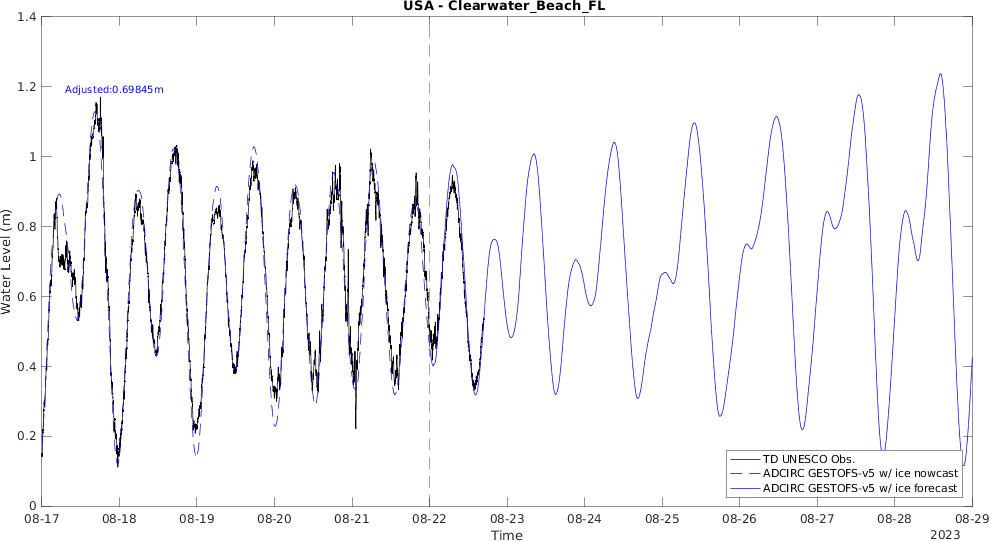 USA - Clearwater_Beach_FL
1.4
1.2
1
0.8
0.6
0.4
0.2
0
Water Level (m)
Adjusted:0.69845m
TD UNESCO Obs.
ADCIRC GESTOFS-v5 w/ ice nowcast
ADCIRC GESTOFS-v5 w/ ice forecast
08-17 08-18 08-19 08-20 08-21 08-22 08-23 08-24 08-25 08-26 08-27 08-28 08-29
Time
2023